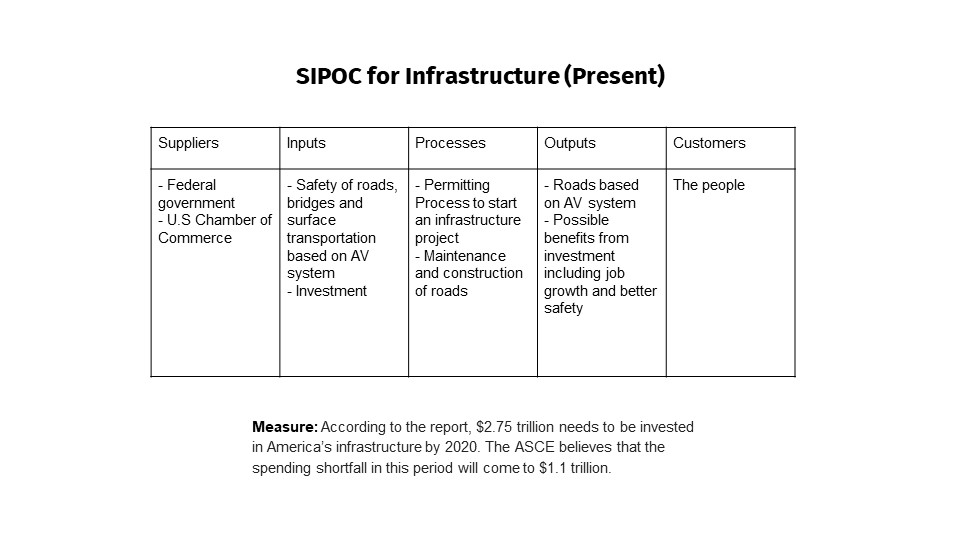 SIPOC for Infrastructure (Present)
Suppliers
Inputs
Processes
Outputs
Customers
- Federal
government
- U.S Chamber of
Commerce
- Safety of roads,
bridges and
surface
transportation
based on AV
system
- Investment
- Permitting
Process to start
an infrastructure
project
- Maintenance
and construction
of roads
- Roads based
on AV system
- Possible
benefits from
investment
including job
growth and better
safety
The people
Measure: According to the report, $2.75 trillion needs to be invested
in America’s infrastructure by 2020. The ASCE believes that the
spending shortfall in this period will come to $1.1 trillion.